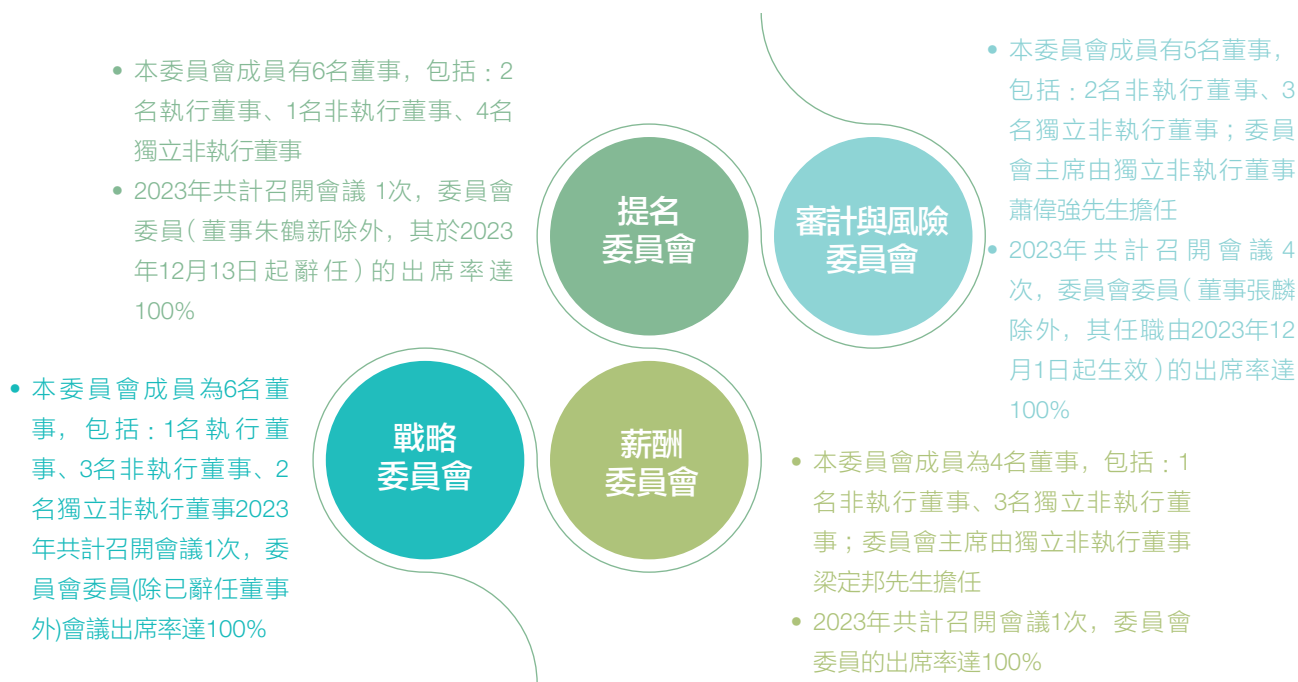 • 本委員會成員有6名董事，包括：2
名執行董事、1名非執行董事、4名
獨立非執行董事
• 2023年共計召開會議 1次，委員會
委員（董事朱鶴新除外，其於2023
年12月13日起辭任）的出席率達
100%
提名
委員會
審計與風險
委員會
• 本委員會成員有5名董事，
包括：2名非執行董事、3
名獨立非執行董事；委員
會主席由獨立非執行董事
蕭偉強先生擔任
• 2023年共計召開會議4
次，委員會委員（董事張麟
除外，其任職由2023年12
月1日起生效）的出席率達
100%
• 本委員會成員為6名董
事，包括：1名執行董
事、3名非執行董事、2
名獨立非執行董事2023
年共計召開會議1次，委
員會委員(除已辭任董事
外)會議出席率達100%
戰略
委員會
薪酬
委員會
• 本委員會成員為4名董事，包括：1
名非執行董事、3名獨立非執行董
事；委員會主席由獨立非執行董事
梁定邦先生擔任
• 2023年共計召開會議1次，委員會
委員的出席率達100%